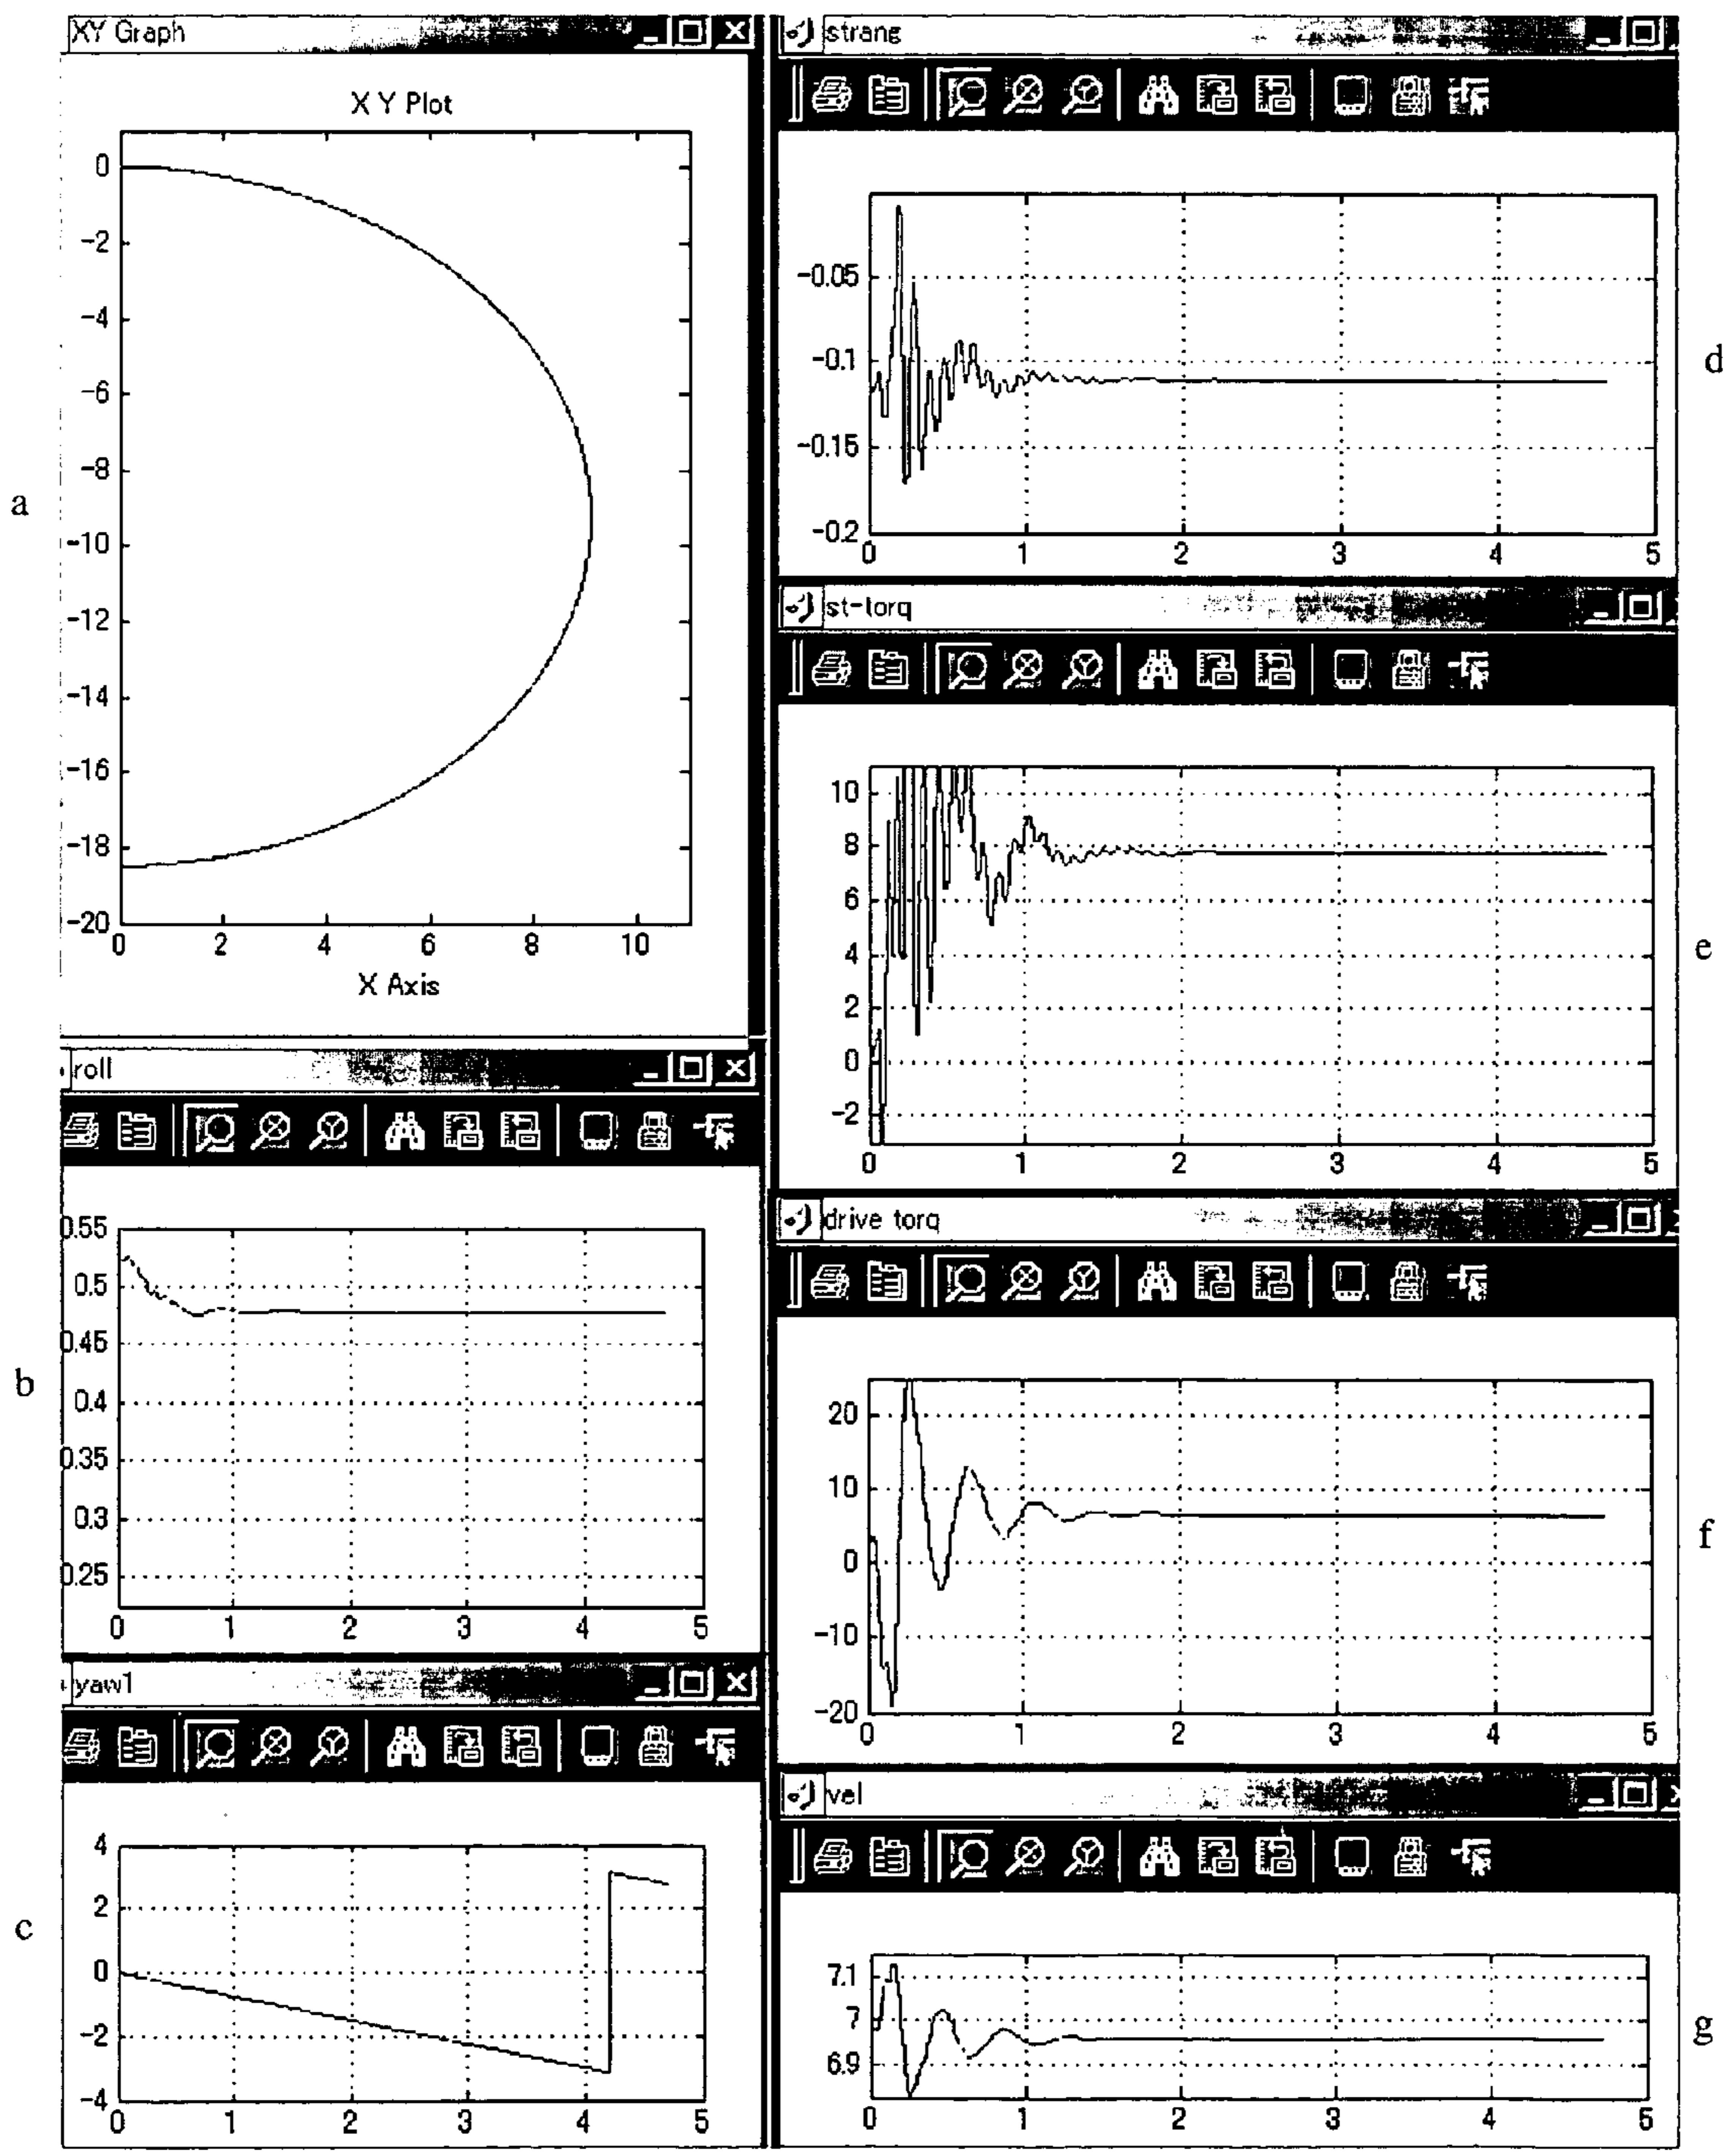 XY Graph
X Y Plot
0
-2
-4
-6
-8
-10
-12
-14
-16
-18
-20
0 2 4 6 8 10
X Axis
a
roll
0.55
0.5
0.45
0.4
0.35
0.3
0.25
0 1 2 3 4 5
b
yaw1
4
2
0
-2
-4
0 1 2 3 4 5
c
strang
-0.05
-0.1
-0.15
-0.2
0 1 2 3 4 5
d
st-torq
10
8
6
4
2
0
-2
0 1 2 3 4 5
e
drive torq
20
10
0
-10
-20
0 1 2 3 4 5
f
vel
7.1
7
6.9
0 1 2 3 4 5
g